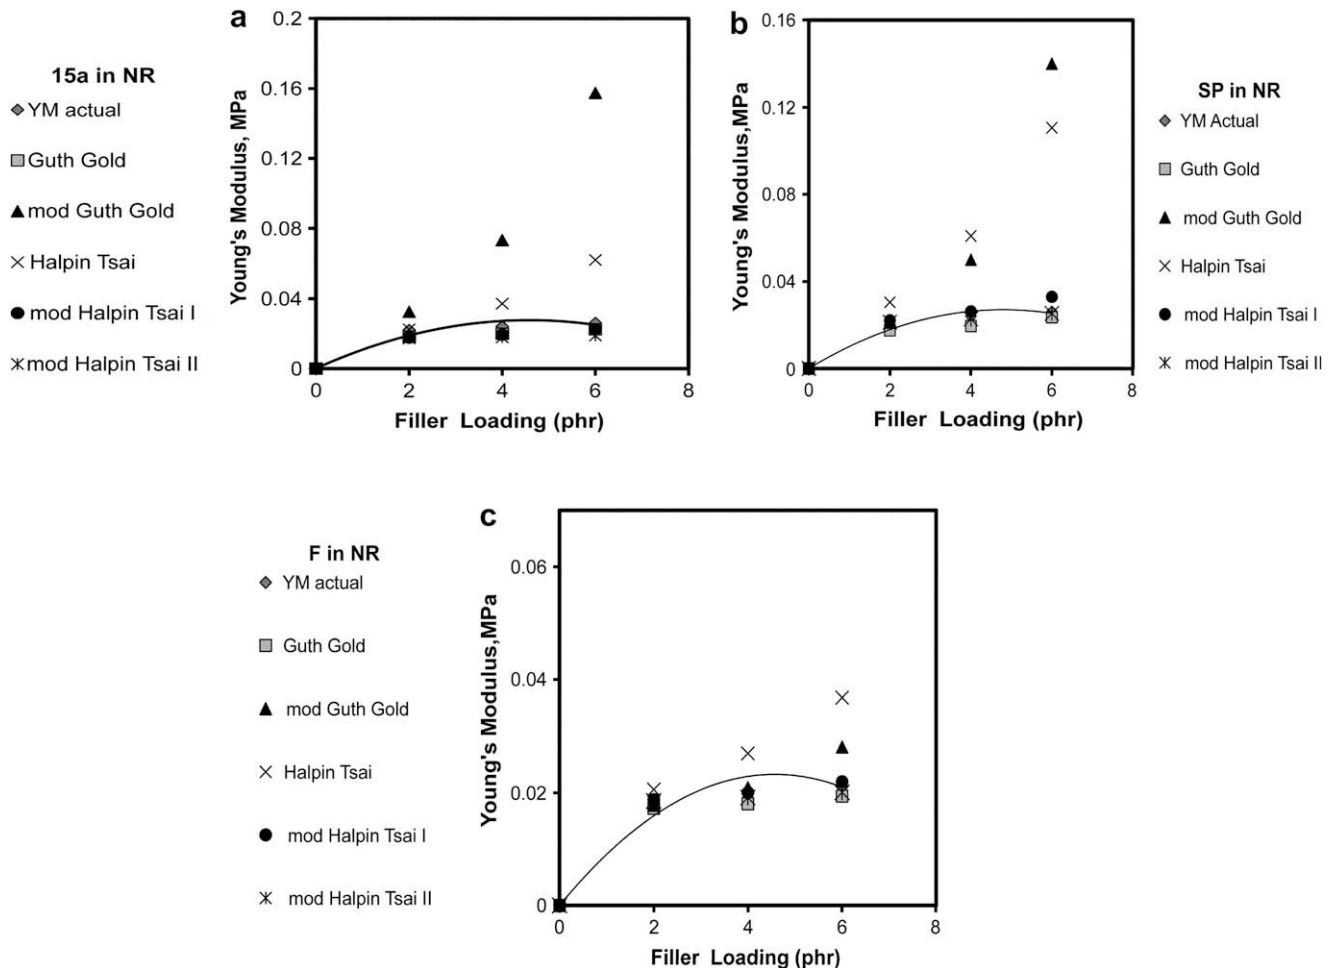 a
15a in NR
YM actual
Guth Gold
mod Guth Gold
Halpin Tsai
mod Halpin Tsai I
mod Halpin Tsai II
Young's Modulus, MPa
0.2
0.16
0.12
0.08
0.04
0
0 2 4 6 8
Filler Loading (phr)
b
Young's Modulus,MPa
0.16
0.12
0.08
0.04
0
0 2 4 6 8
Filler Loading (phr)
SP in NR
YM Actual
Guth Gold
mod Guth Gold
Halpin Tsai
mod Halpin Tsai I
mod Halpin Tsai II
c
F in NR
YM actual
Guth Gold
mod Guth Gold
Halpin Tsai
mod Halpin Tsai I
mod Halpin Tsai II
Young's Modulus,MPa
0.06
0.04
0.02
0
0 2 4 6 8
Filler Loading (phr)